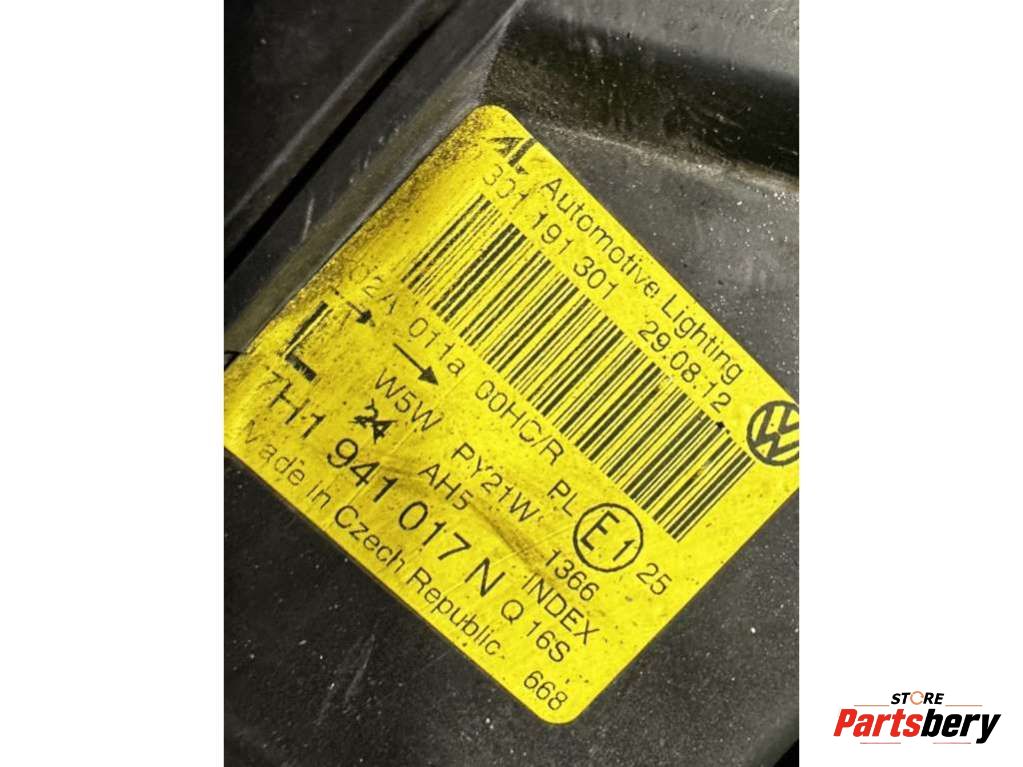 AL Automotive Lighting
301 191 301 29.08.12
02A 011a 00HC/R PL E1 25
W5W PY21W 1366
24 AH5 INDEX
L 7H1 941 017 N Q 16S
Made in Czech Republic 668
STORE
Partsbery